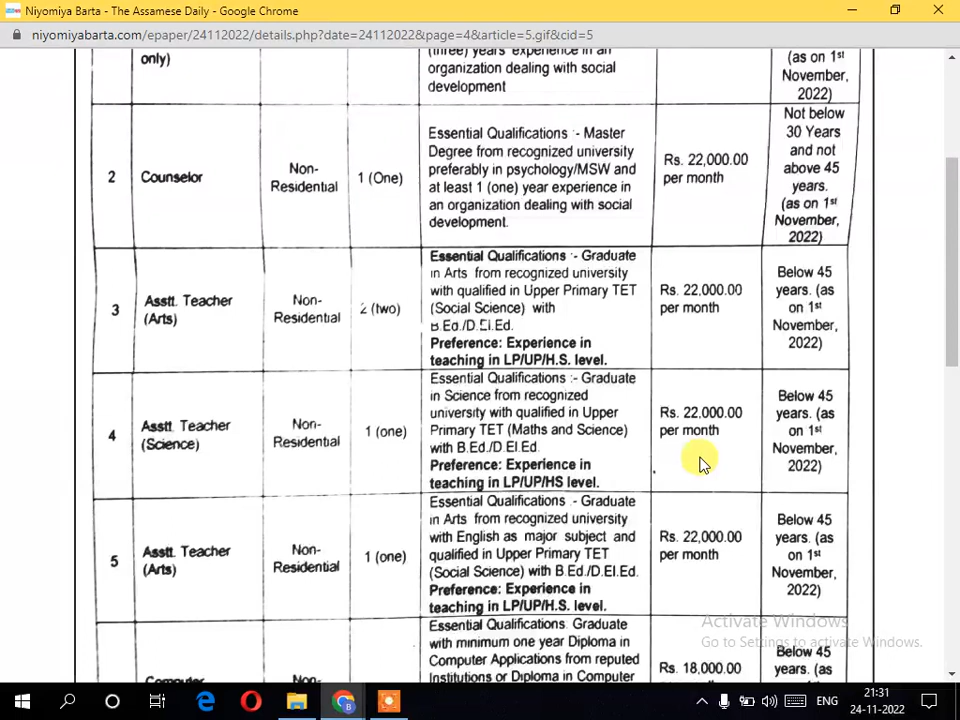 Niyomiya Barta - The Assamese Daily - Google Chrome
niyomiyabarta.com/epaper/24112022/details.php?date=24112022&page=4&article=5.gif&cid=5
only)
(three) years experience in an
organization dealing with social
development
(as on 1st
November,
2022)
2
Counselor
Non-
Residential
1 (One)
Essential Qualifications :- Master
Degree from recognized university
preferably in psychology/MSW and
at least 1 (one) year experience in
an organization dealing with social
development.
Rs. 22,000.00
per month
Not below
30 Years
and not
above 45
years.
(as on 1st
November,
2022)
3
Asstt. Teacher
(Arts)
Non-
Residential
2 (two)
Essential Qualifications :- Graduate
in Arts from recognized university
with qualified in Upper Primary TET
(Social Science) with
B.Ed./D.El.Ed.
Preference: Experience in
teaching in LP/UP/H.S. level.
Rs. 22,000.00
per month
Below 45
years. (as
on 1st
November,
2022)
4
Asstt. Teacher
(Science)
Non-
Residential
1 (one)
Essential Qualifications :- Graduate
in Science from recognized
university with qualified in Upper
Primary TET (Maths and Science)
with B.Ed./D.El.Ed.
Preference: Experience in
teaching in LP/UP/HS level.
Rs. 22,000.00
per month
Below 45
years. (as
on 1st
November,
2022)
5
Asstt. Teacher
(Arts)
Non-
Residential
1 (one)
Essential Qualifications :- Graduate
in Arts from recognized university
with English as major subject and
qualified in Upper Primary TET
(Social Science) with B.Ed./D.El.Ed.
Preference: Experience in
teaching in LP/UP/H.S. level.
Rs. 22,000.00
per month
Below 45
years. (as
on 1st
November,
2022)
Computer
Non-
Essential Qualifications. Graduate
with minimum one year Diploma in
Computer Applications from reputed
Institutions or Diploma in Computer
Rs. 18,000.00
Below 45
years. (as
Activate Windows
Go to Settings to activate Windows.
ENG
21:31
24-11-2022